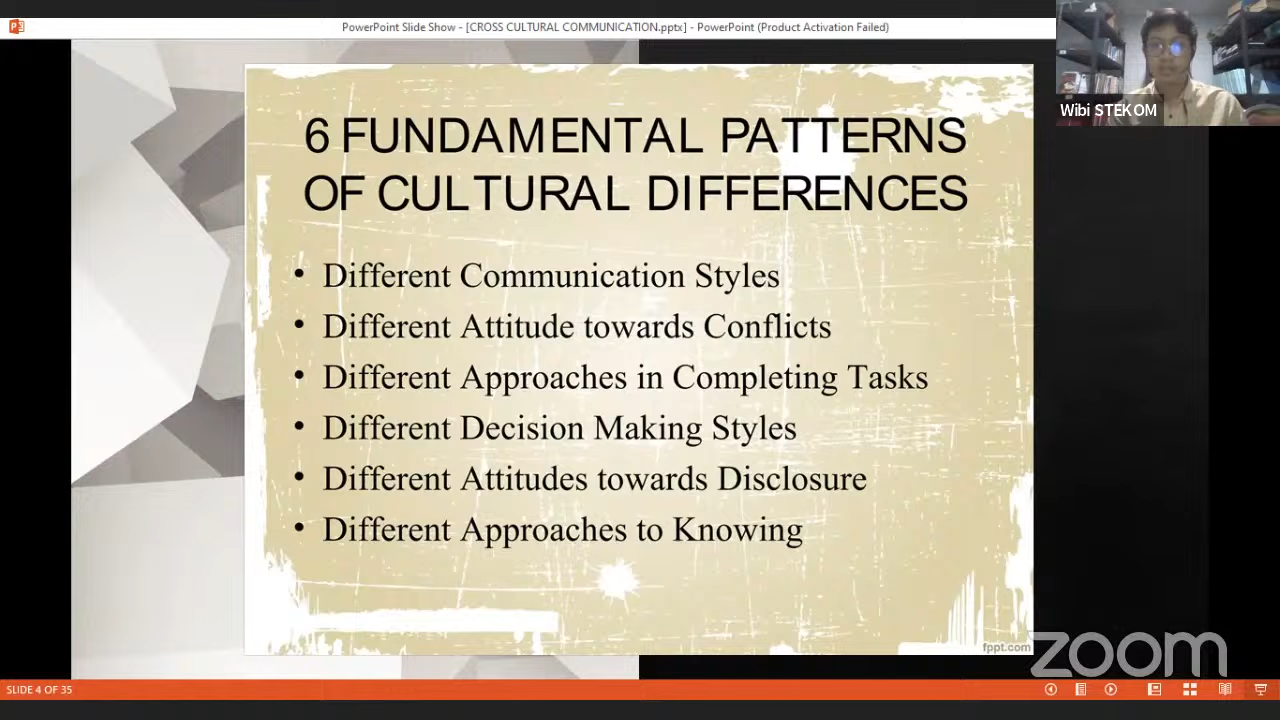 PowerPoint Slide Show - [CROSS CULTURAL COMMUNICATION.pptx] - PowerPoint (Product Activation Failed)
Wibi STEKOM
6 FUNDAMENTAL PATTERNS
OF CULTURAL DIFFERENCES
• Different Communication Styles
• Different Attitude towards Conflicts
• Different Approaches in Completing Tasks
• Different Decision Making Styles
• Different Attitudes towards Disclosure
• Different Approaches to Knowing
fppt.com
zoom
SLIDE 4 OF 35